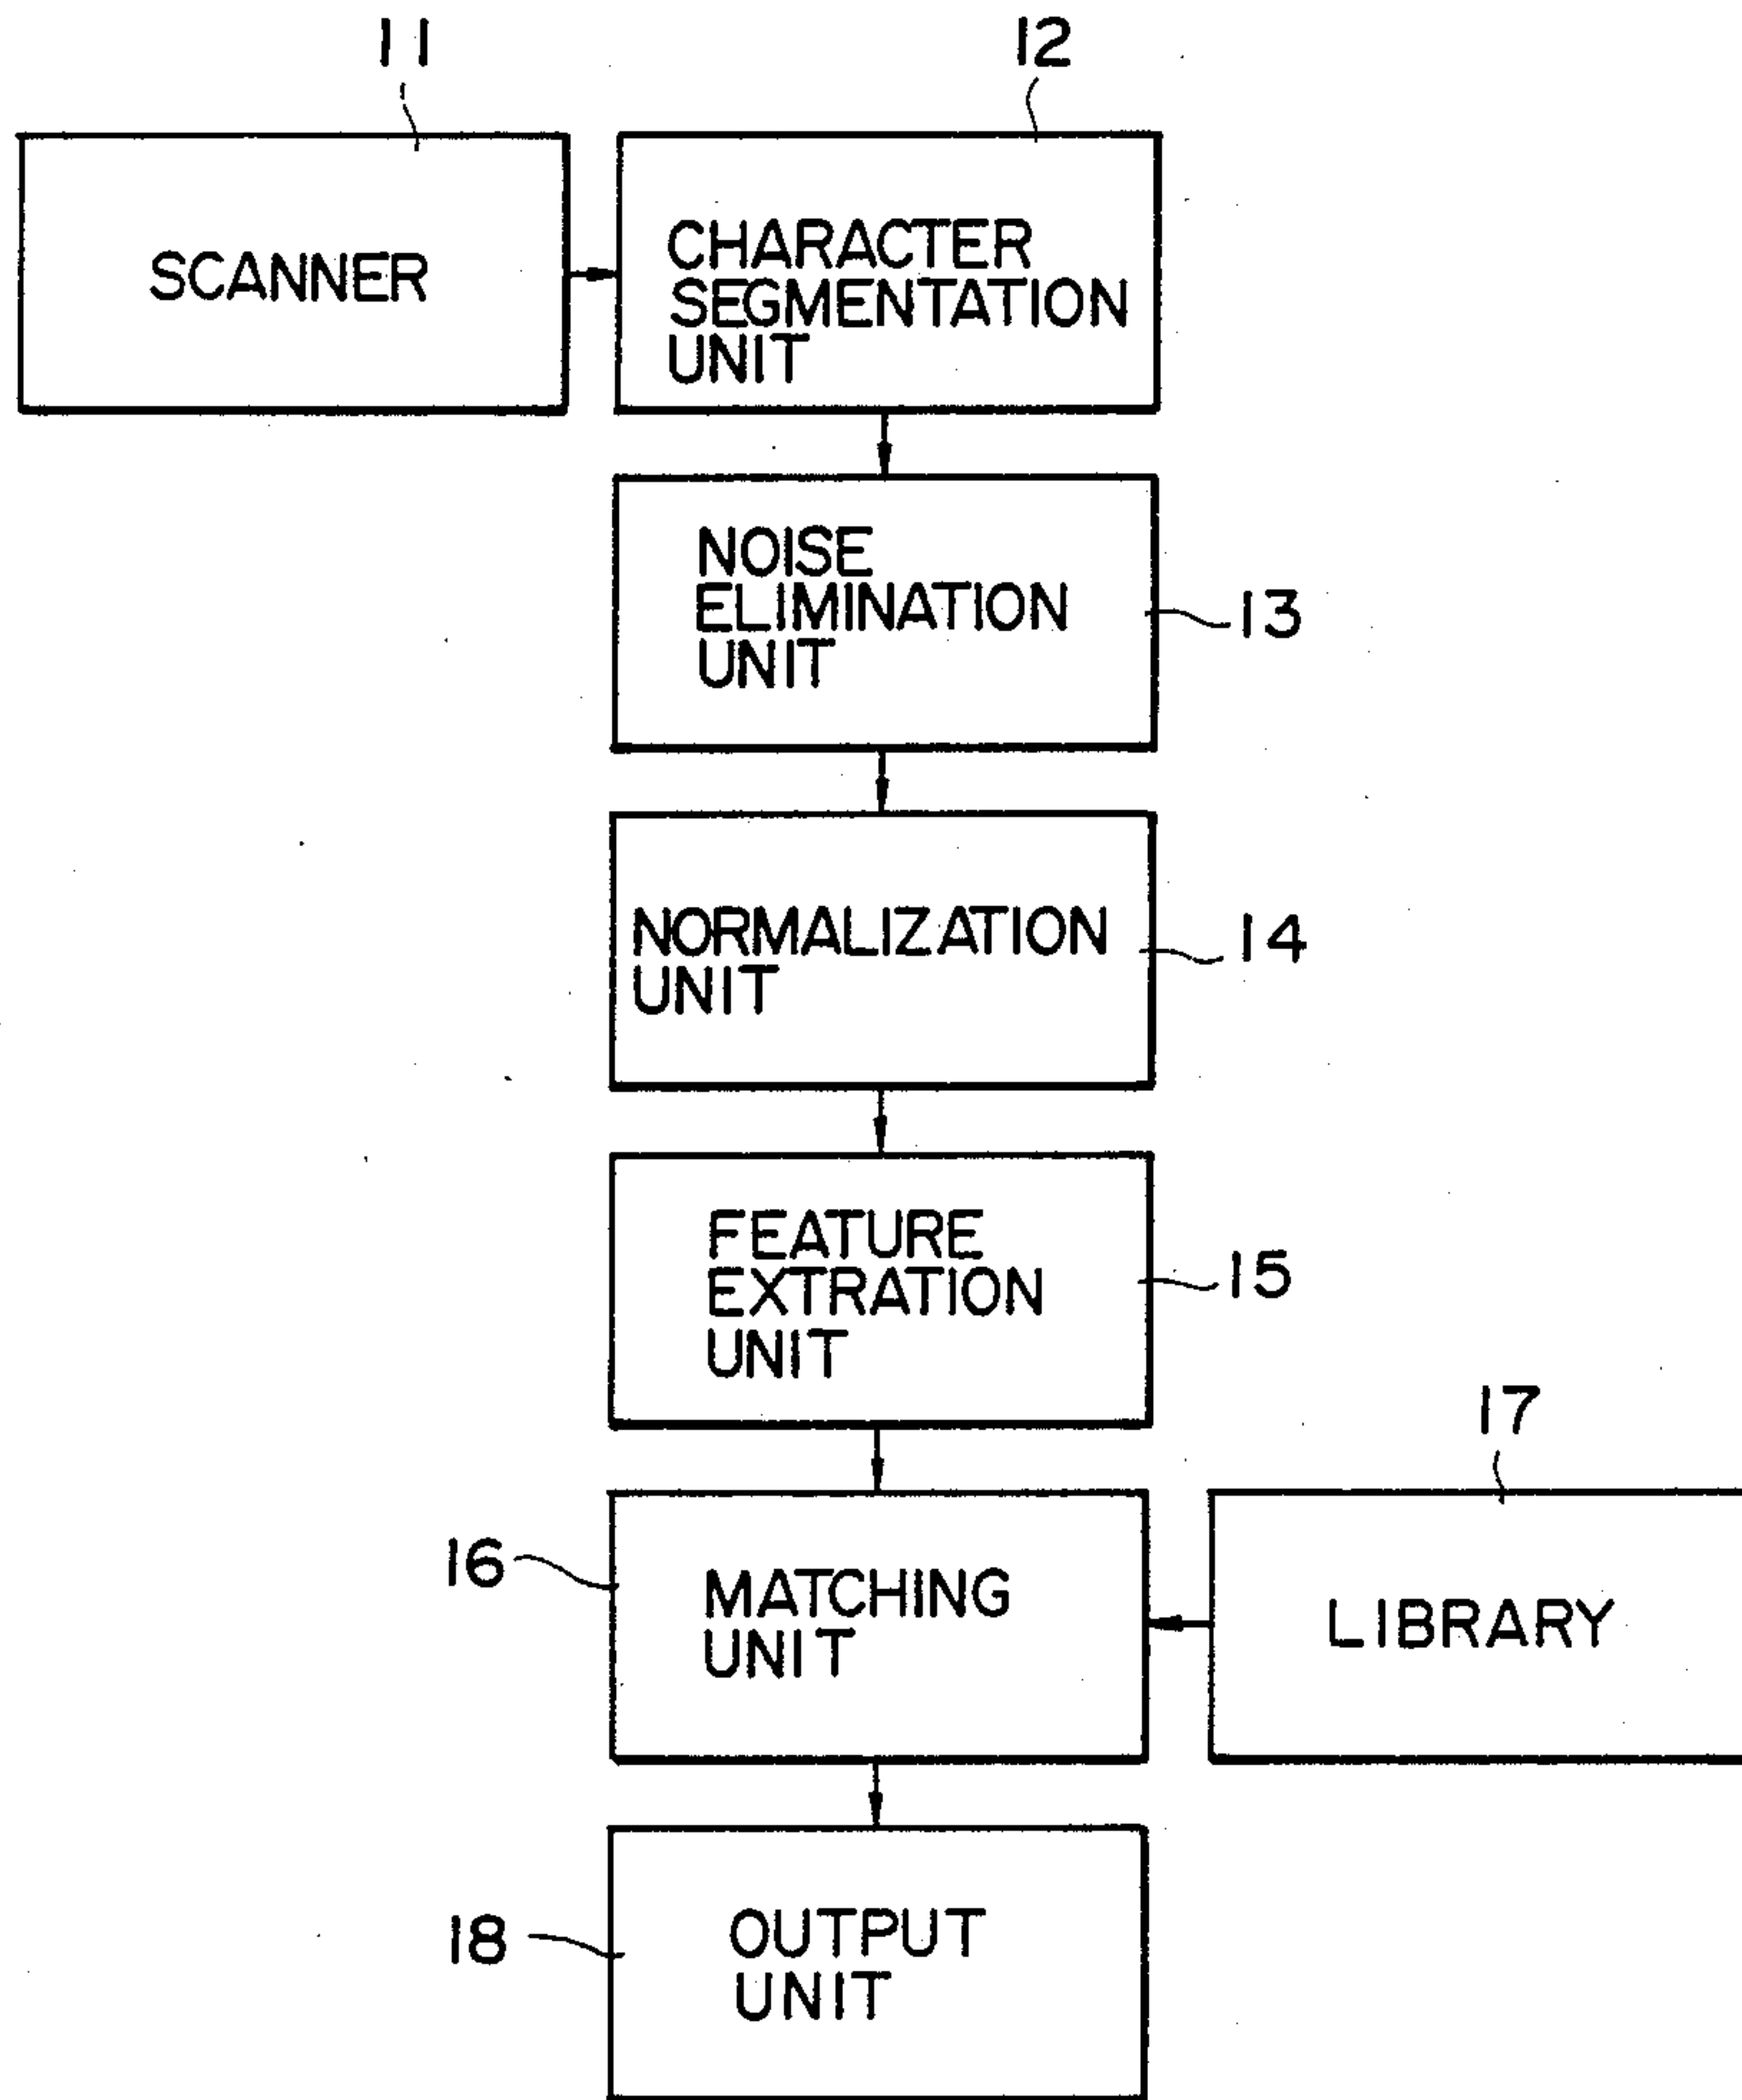 11
12
SCANNER
CHARACTER
SEGMENTATION
UNIT
NOISE
ELIMINATION
UNIT
13
NORMALIZATION
UNIT
14
FEATURE
EXTRATION
UNIT
15
17
16
MATCHING
UNIT
LIBRARY
18
OUTPUT
UNIT